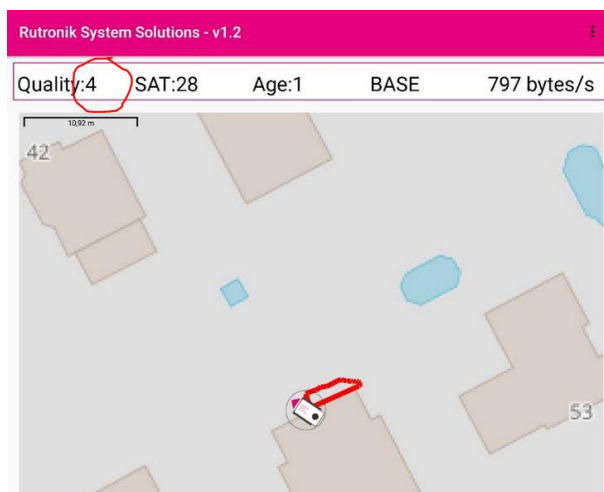 Rutronik System Solutions - v1.2
Quality:4 SAT:28 Age:1 BASE 797 bytes/s
10,92 m
42
53